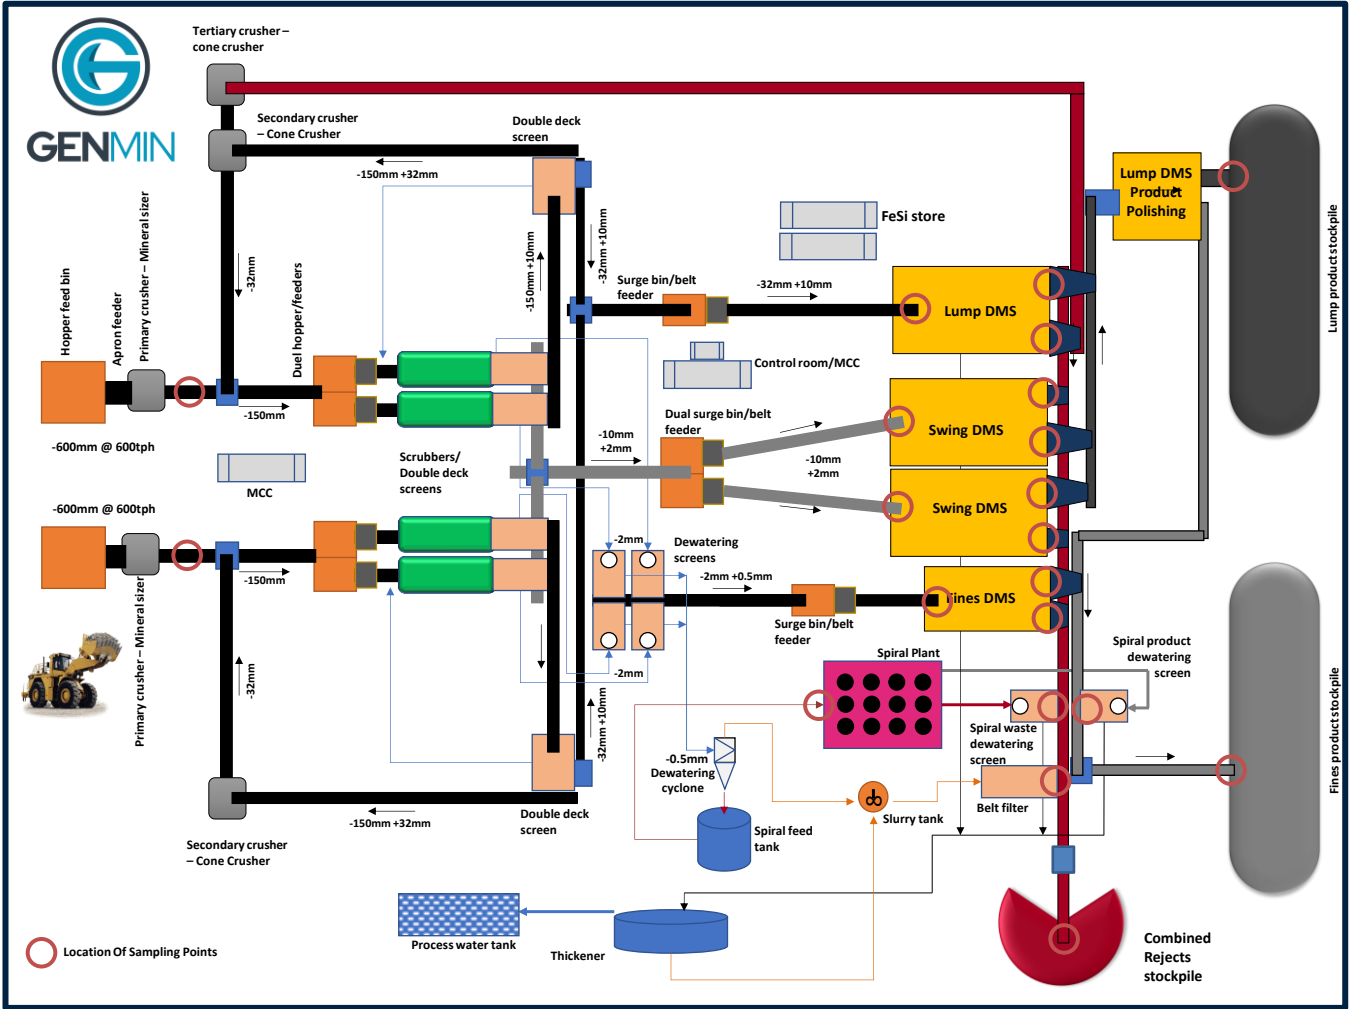 Tertiary crusher –
cone crusher
GENMIN
Secondary crusher
– Cone Crusher
Double deck
screen
-150mm +32mm
Lump DMS
Product
Polishing
FeSi store
Lump product stockpile
Hopper feed bin
Apron feeder
Primary crusher – Mineral sizer
-32mm
Duel hopper/feeders
-150mm +10mm
-32mm +10mm
Surge bin/belt
feeder
-32mm +10mm
Lump DMS
Control room/MCC
-150mm
-600mm @ 600tph
Scrubbers/
Double deck
screens
MCC
Dual surge bin/belt
feeder
-10mm
+2mm
-10mm
+2mm
Swing DMS
Swing DMS
-600mm @ 600tph
-150mm
-2mm
Dewatering
screens
-2mm +0.5mm
Fines DMS
Surge bin/belt
feeder
-2mm
Primary crusher – Mineral sizer
-32mm
-32mm +10mm
Spiral Plant
Spiral product
dewatering
screen
Spiral waste
dewatering
screen
Fines product stockpile
-0.5mm
Dewatering
cyclone
Belt filter
Slurry tank
Spiral feed
tank
-150mm +32mm
Double deck
screen
Secondary crusher
– Cone Crusher
Process water tank
Thickener
Combined
Rejects
stockpile
Location Of Sampling Points